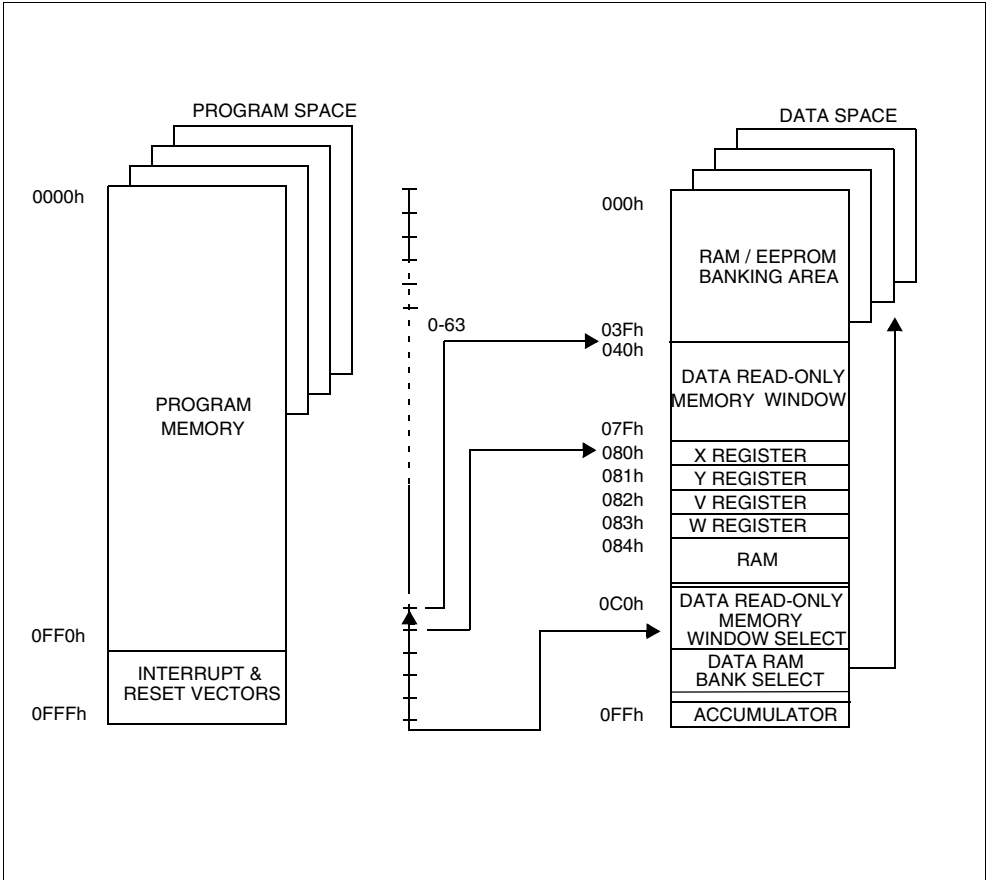 PROGRAM SPACE
0000h
PROGRAM
MEMORY
0FF0h
INTERRUPT &
RESET VECTORS
0FFFh
0-63
DATA SPACE
000h
RAM / EEPROM
BANKING AREA
03Fh
040h
DATA READ-ONLY
MEMORY WINDOW
07Fh
080h
X REGISTER
081h
Y REGISTER
082h
V REGISTER
083h
W REGISTER
084h
RAM
0C0h
DATA READ-ONLY
MEMORY
WINDOW SELECT
DATA RAM
BANK SELECT
0FFh
ACCUMULATOR